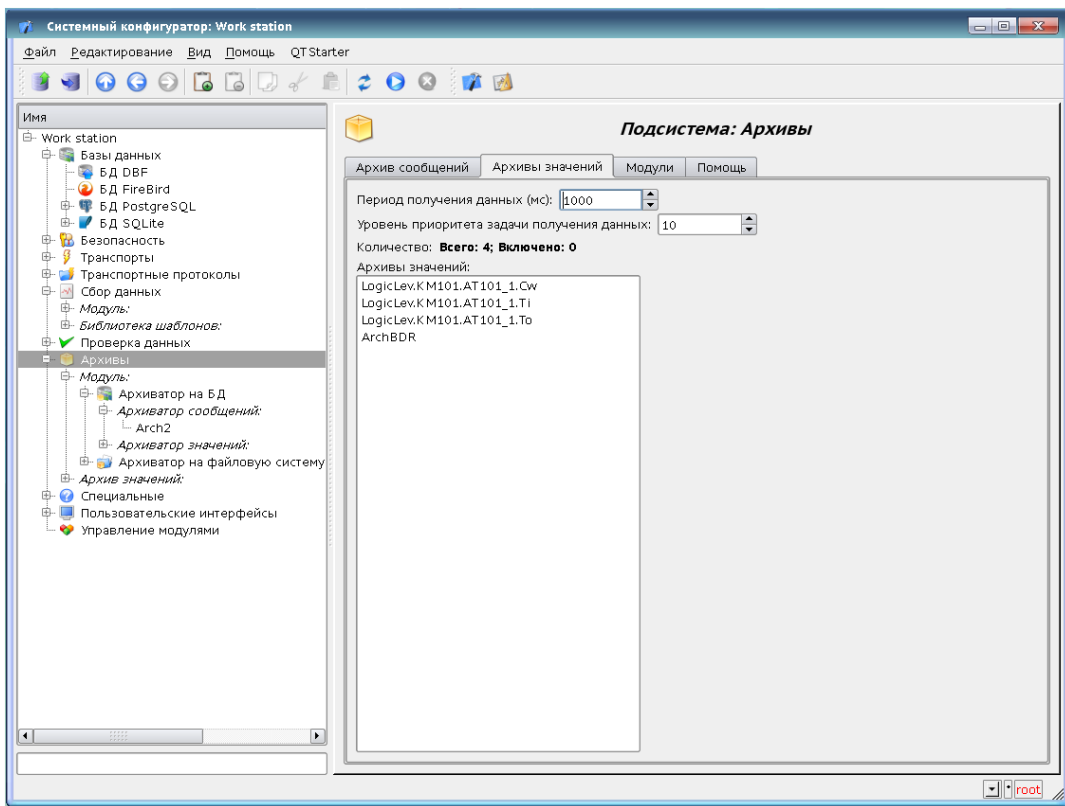 Системный конфигуратор: Work station
Файл Редактирование Вид Помощь QTStarter
Имя
Work station
Базы данных
БД DBF
БД FireBird
БД PostgreSQL
БД SQLite
Безопасность
Транспорты
Транспортные протоколы
Сбор данных
Модуль:
Библиотека шаблонов:
Проверка данных
Архивы
Модуль:
Архиватор на БД
Архиватор сообщений:
Arch2
Архиватор значений:
Архиватор на файловую систему
Архив значений:
Специальные
Пользовательские интерфейсы
Управление модулями
Подсистема: Архивы
Архив сообщений Архивы значений Модули Помощь
Период получения данных (мс): 1000
Уровень приоритета задачи получения данных: 10
Количество: Всего: 4; Включено: 0
Архивы значений:
LogicLev.KM101.AT101_1.Cw
LogicLev.KM101.AT101_1.Ti
LogicLev.KM101.AT101_1.To
ArchBDR
* root